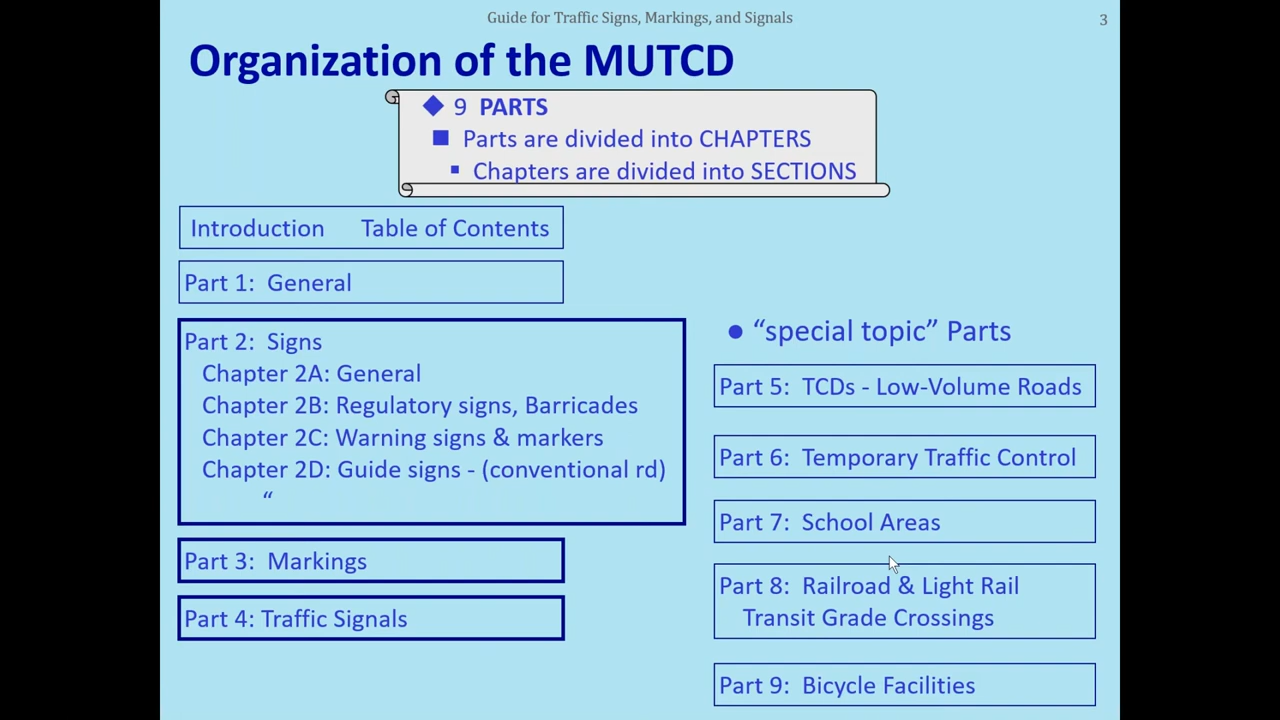 Guide for Traffic Signs, Markings, and Signals
3
Organization of the MUTCD
9 PARTS
Parts are divided into CHAPTERS
Chapters are divided into SECTIONS
Introduction Table of Contents
Part 1: General
Part 2: Signs
Chapter 2A: General
Chapter 2B: Regulatory signs, Barricades
Chapter 2C: Warning signs & markers
Chapter 2D: Guide signs - (conventional rd)
“
Part 3: Markings
Part 4: Traffic Signals
“special topic” Parts
Part 5: TCDs - Low-Volume Roads
Part 6: Temporary Traffic Control
Part 7: School Areas
Part 8: Railroad & Light Rail
Transit Grade Crossings
Part 9: Bicycle Facilities